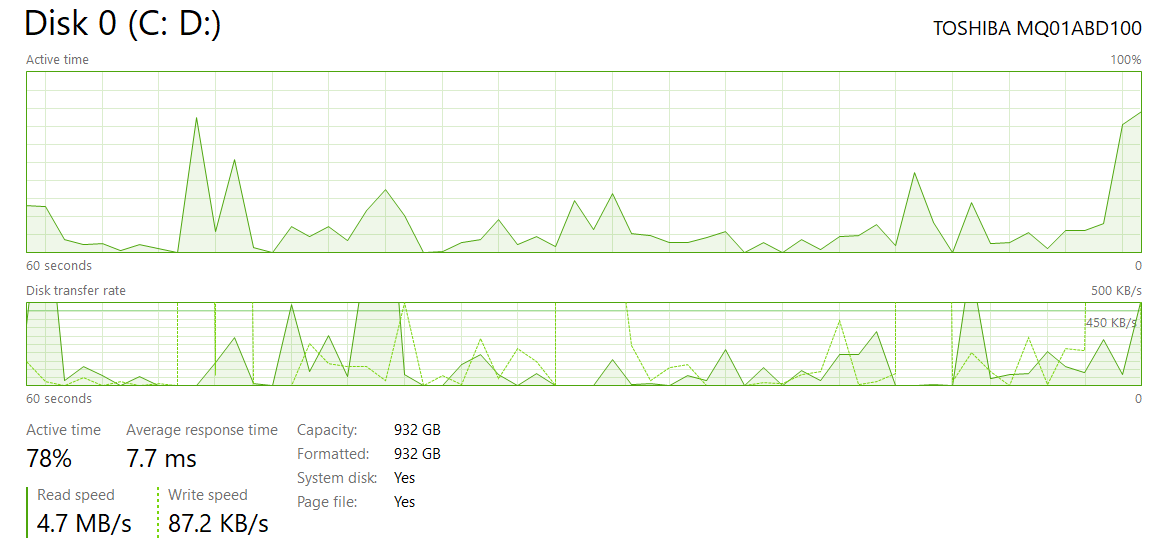 Disk 0 (C: D:) TOSHIBA MQ01ABD100
Active time 100%
60 seconds 0
Disk transfer rate 500 KB/s
450 KB/s
60 seconds 0
Active time Average response time Capacity: 932 GB
78% 7.7 ms Formatted: 932 GB
System disk: Yes
Read speed Write speed Page file: Yes
4.7 MB/s 87.2 KB/s